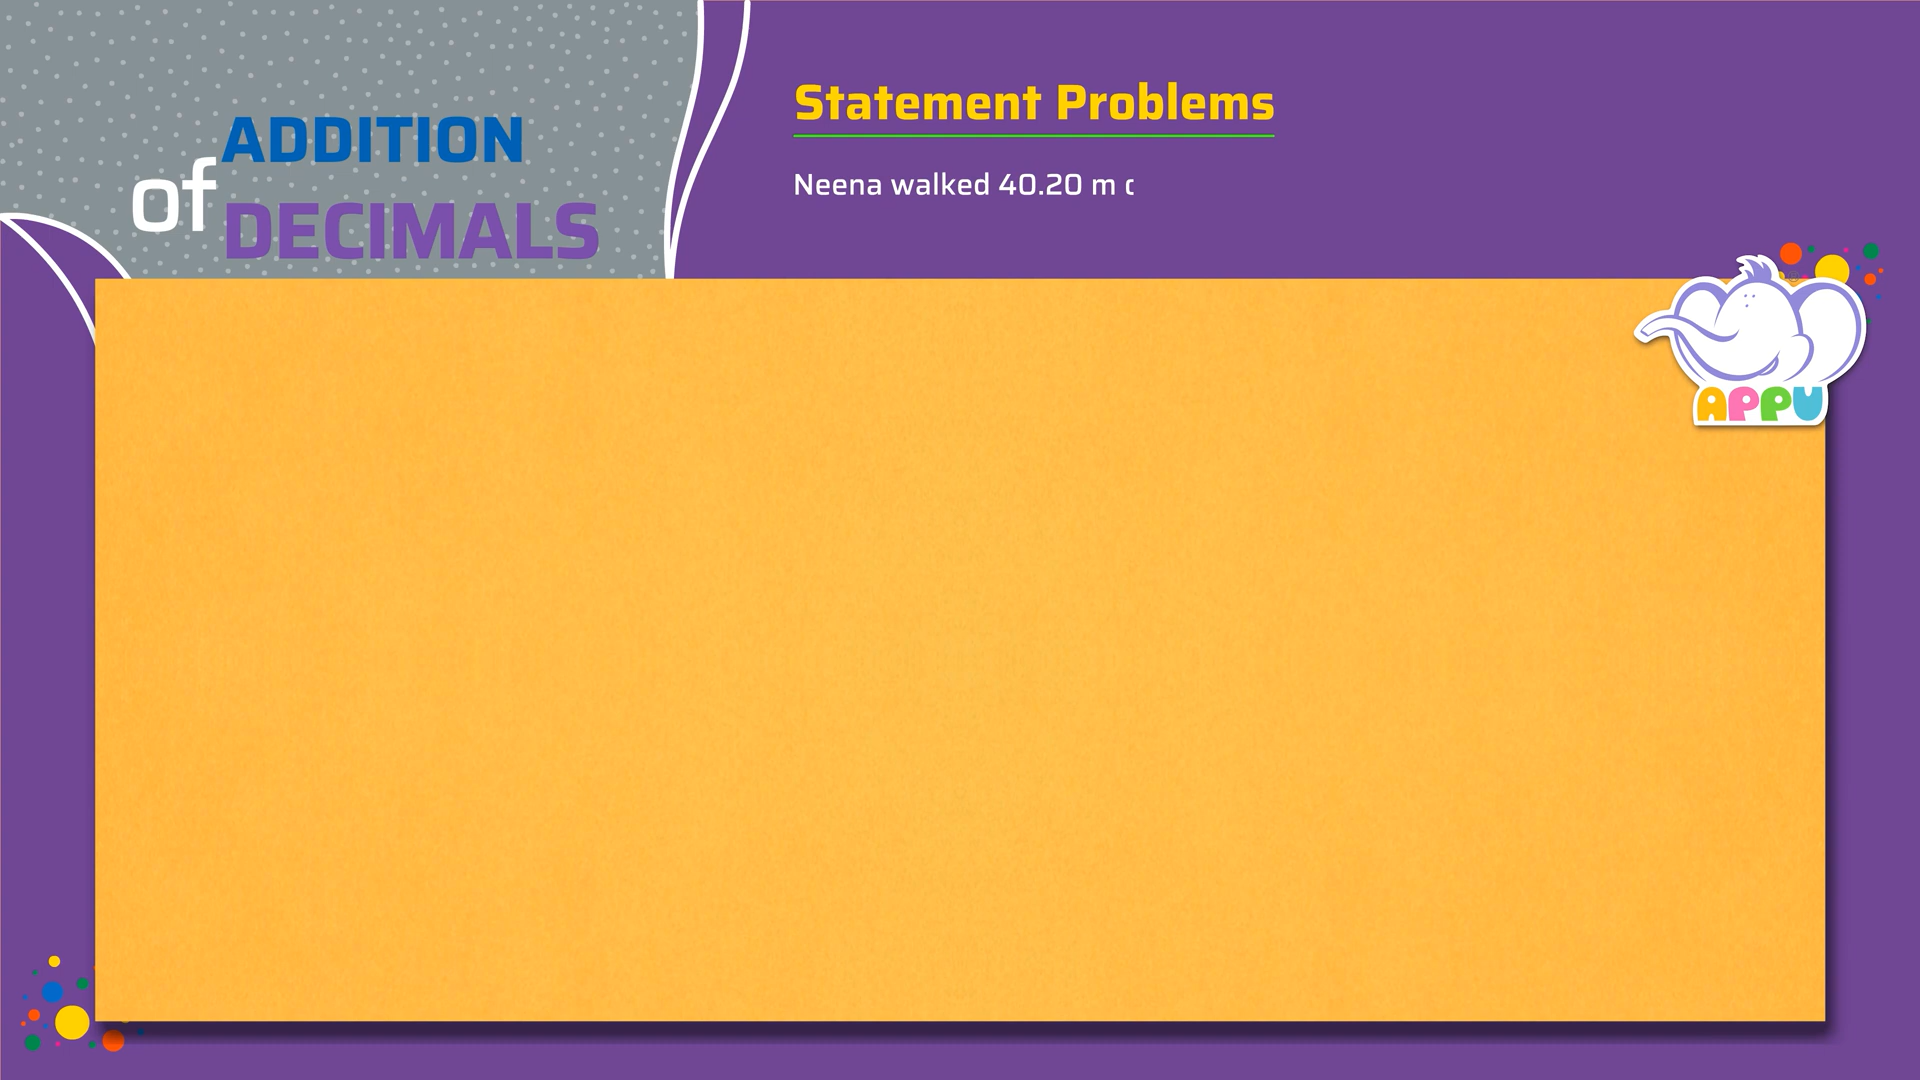 ADDITION
of
DECIMALS
Statement Problems
Neena walked 40.20 m
APPU